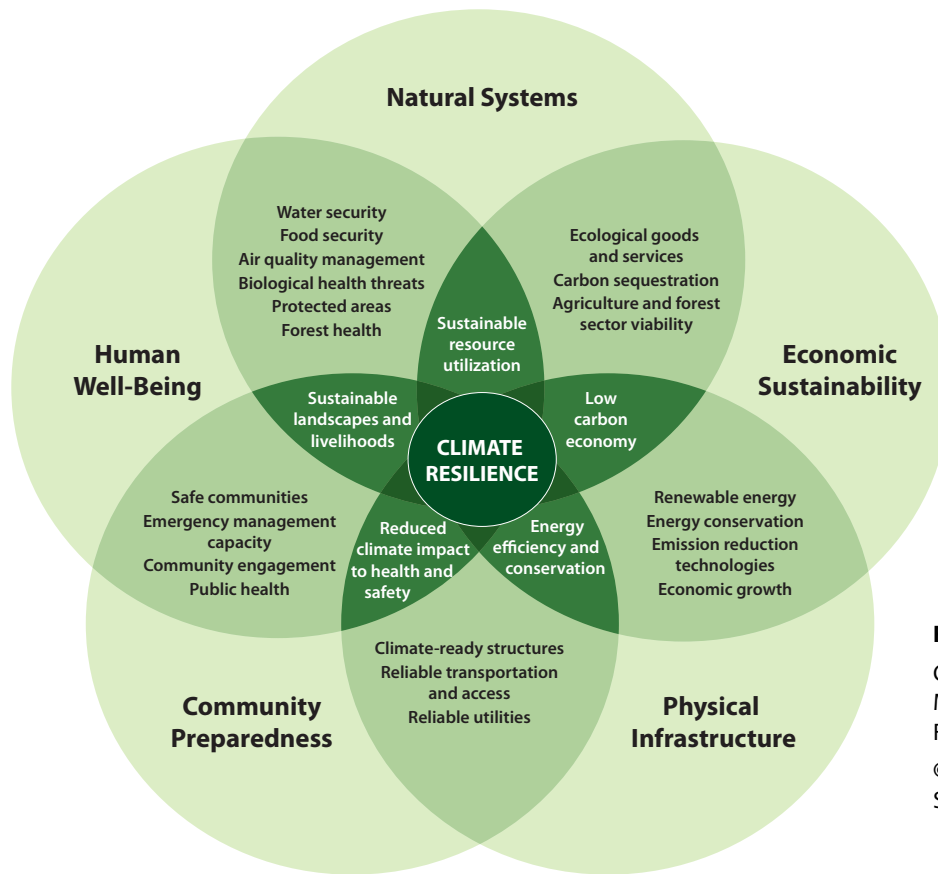 Natural Systems
Water security
Food security
Air quality management
Biological health threats
Protected areas
Forest health
Ecological goods
and services
Carbon sequestration
Agriculture and forest
sector viability
Sustainable
resource
utilization
Human
Well-Being
Economic
Sustainability
Sustainable
landscapes and
livelihoods
Low
carbon
economy
CLIMATE
RESILIENCE
Safe communities
Emergency management
capacity
Community engagement
Public health
Reduced
climate impact
to health and
safety
Energy
efficiency and
conservation
Renewable energy
Energy conservation
Emission reduction
technologies
Economic growth
Climate-ready structures
Reliable transportation
and access
Reliable utilities
Community
Preparedness
Physical
Infrastructure